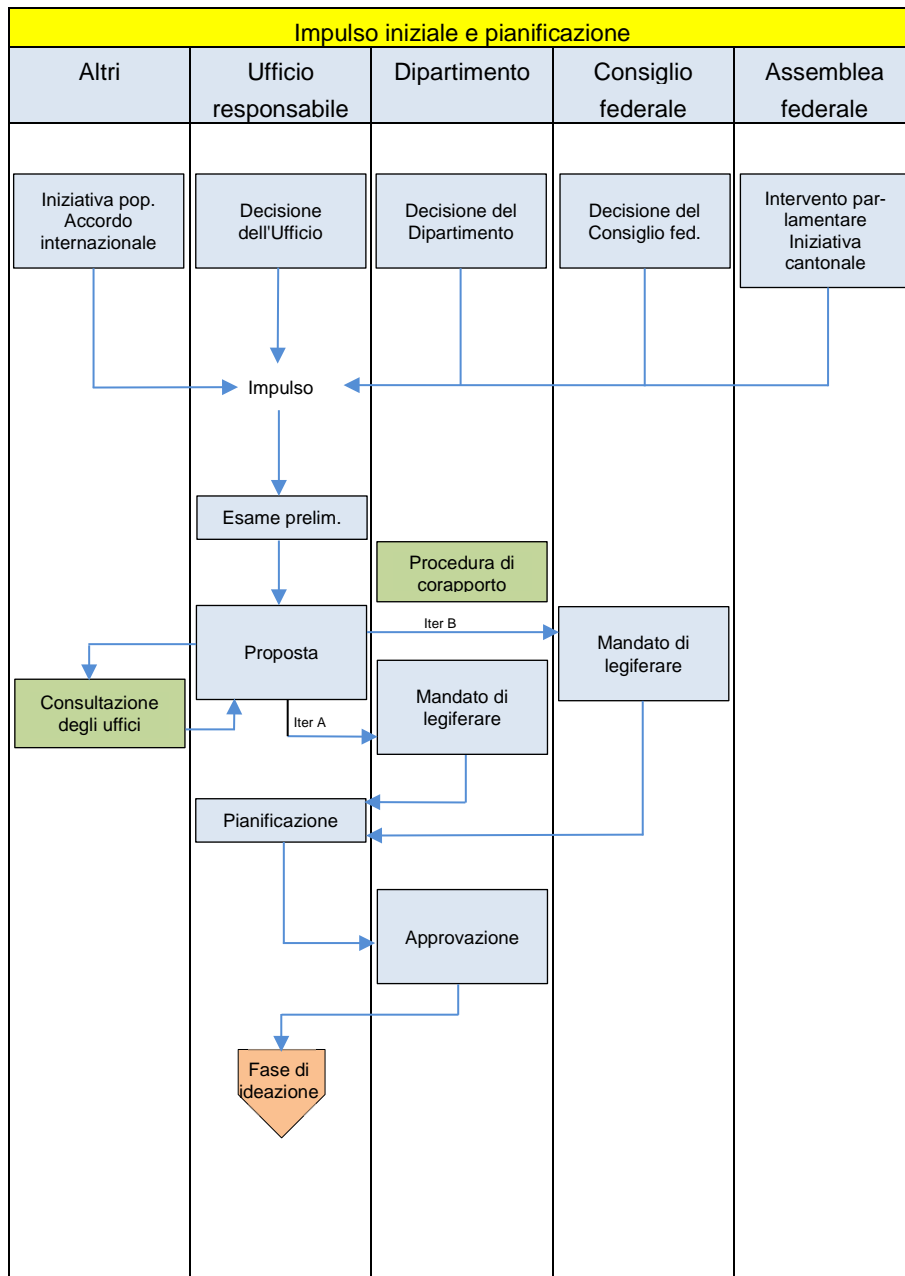 Impulso iniziale e pianificazione
Altri
Ufficio
responsabile
Dipartimento
Consiglio
federale
Assemblea
federale
Iniziativa pop.
Accordo
internazionale
Decisione
dell'Ufficio
Decisione del
Dipartimento
Decisione del
Consiglio fed.
Intervento par-
lamentare
Iniziativa
cantonale
Impulso
Esame prelim.
Procedura di
corapporto
Iter B
Proposta
Mandato di
legiferare
Consultazione
degli uffici
Iter A
Mandato di
legiferare
Pianificazione
Approvazione
Fase di
ideazione